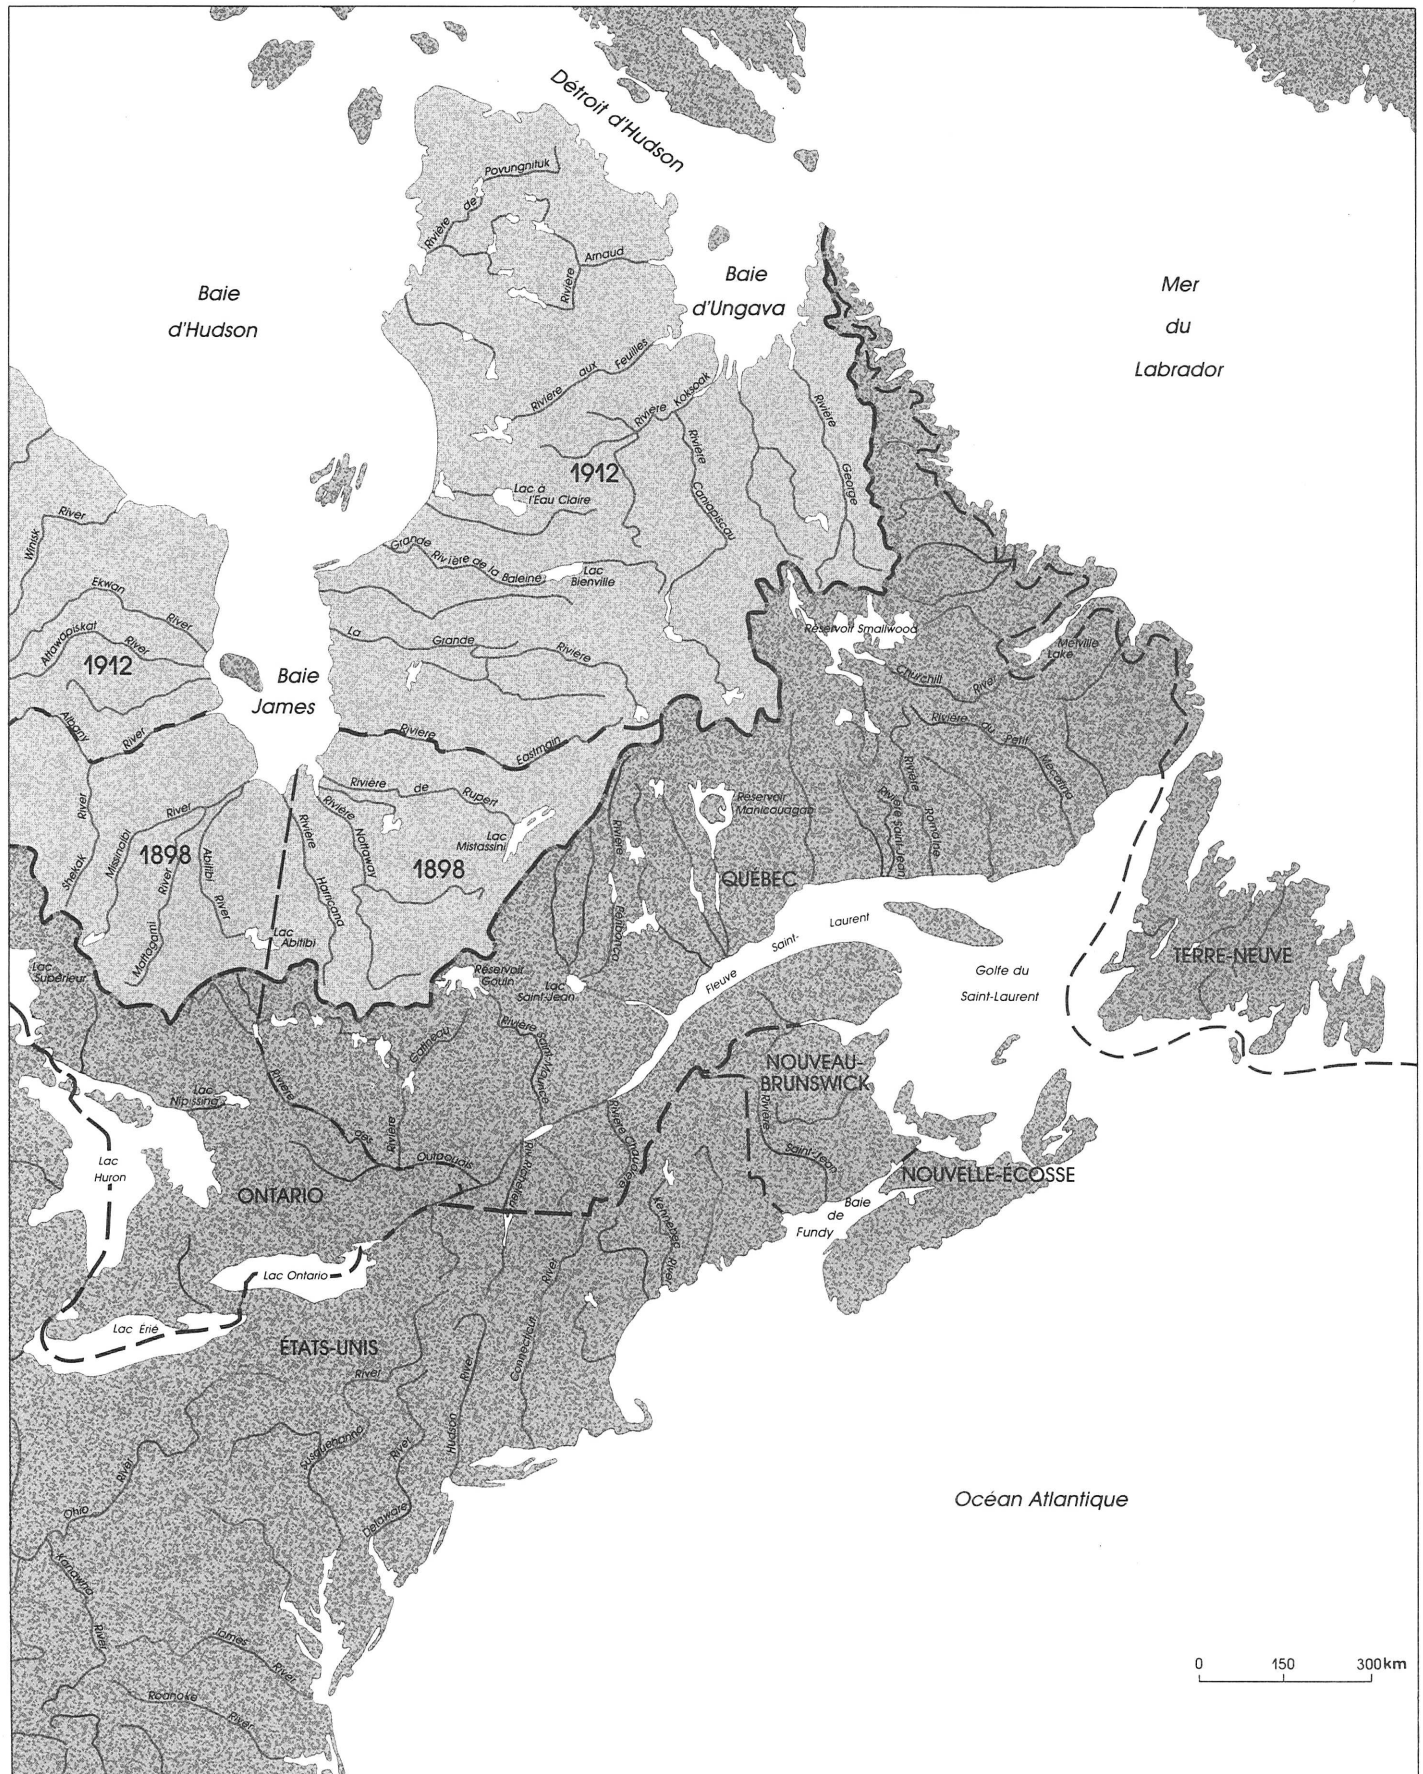 Détroit d'Hudson
Rivière de Povungnituk
Rivière Arnaud
Baie
d'Hudson
Baie
d'Ungava
Mer
du
Labrador
Rivière aux Feuilles
Rivière Koksoak
Rivière Caniapiscau
Rivière George
1912
Lac à
l'Eau Claire
Grande Rivière de la Baleine
Lac
Bienville
Winisk River
Ekwan River
Attawapiskat River
1912
Baie
James
La Grande Rivière
Réservoir Smallwood
Melville
Lake
Churchill River
Albany River
Rivière Eastmain
Rivière du Petit Mécatina
Rivière de Rupert
Lac
Mistassini
Rivière Nottaway
Rivière Harricana
1898
Réservoir
Manicouagan
Rivière Romaine
Rivière Saint-Jean
Shekak River
Missinaibi River
1898
Mattagami River
Abitibi River
Lac
Abitibi
QUÉBEC
Rivière Péribonca
Lac
Supérieur
Réservoir
Gouin
Lac
Saint-Jean
Fleuve Saint-Laurent
Golfe du
Saint-Laurent
TERRE-NEUVE
Rivière Saint-Maurice
Rivière Gatineau
Lac
Nipissing
Rivière des Outaouais
NOUVEAU-
BRUNSWICK
Rivière Saint-Jean
Rivière Chaudière
Riv. Richelieu
Lac
Huron
ONTARIO
NOUVELLE-ÉCOSSE
Baie
de
Fundy
Kennebec River
Lac Ontario
Lac Érié
ÉTATS-UNIS
Connecticut River
Hudson River
Susquehanna River
Delaware River
Ohio River
Kanawha River
James River
Roanoke River
Océan Atlantique
0 150 300 km